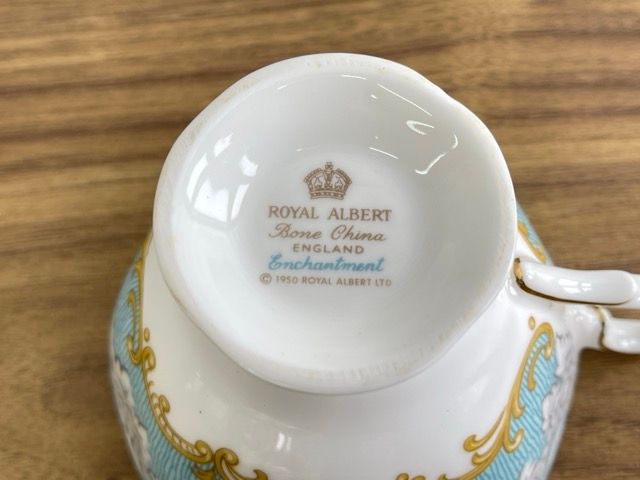 ROYAL ALBERT
Bone China
ENGLAND
Enchantment
© 1950 ROYAL ALBERT LTD